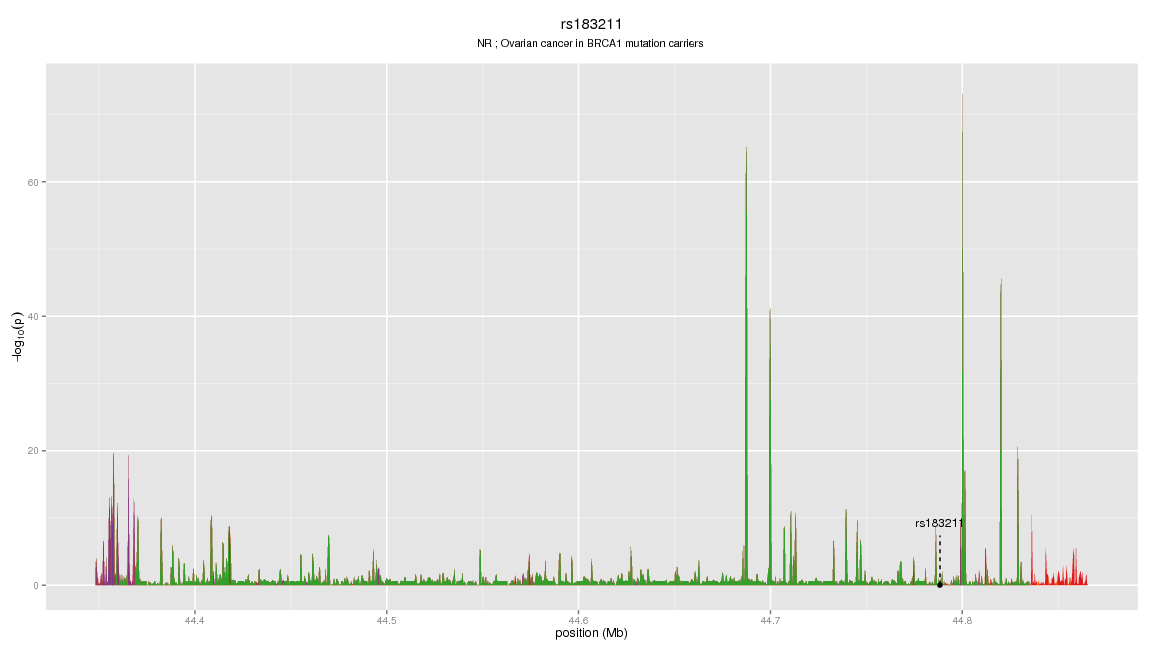 rs183211
NR ; Ovarian cancer in BRCA1 mutation carriers
−log10(p)
60
40
20
0
rs183211
44.4
44.5
44.6
44.7
44.8
position (Mb)